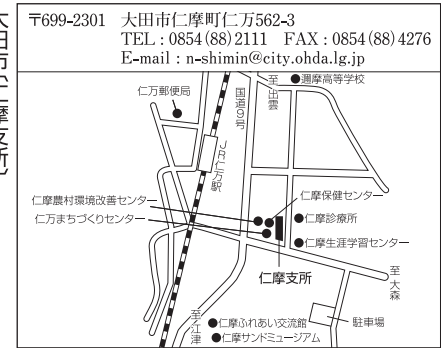 大田市仁摩支所
〒699-2301 大田市仁摩町仁万562-3
TEL : 0854(88)2111 FAX : 0854(88)4276
E-mail : n-shimin@city.ohda.lg.jp
至出雲
●邇摩高等学校
仁万郵便局
国道9号
JR仁万駅
仁摩農村環境改善センター
仁摩保健センター
仁万まちづくりセンター
●仁摩診療所
●仁摩生涯学習センター
仁摩支所
至大森
至江津
●仁摩ふれあい交流館
駐車場
●仁摩サンドミュージアム